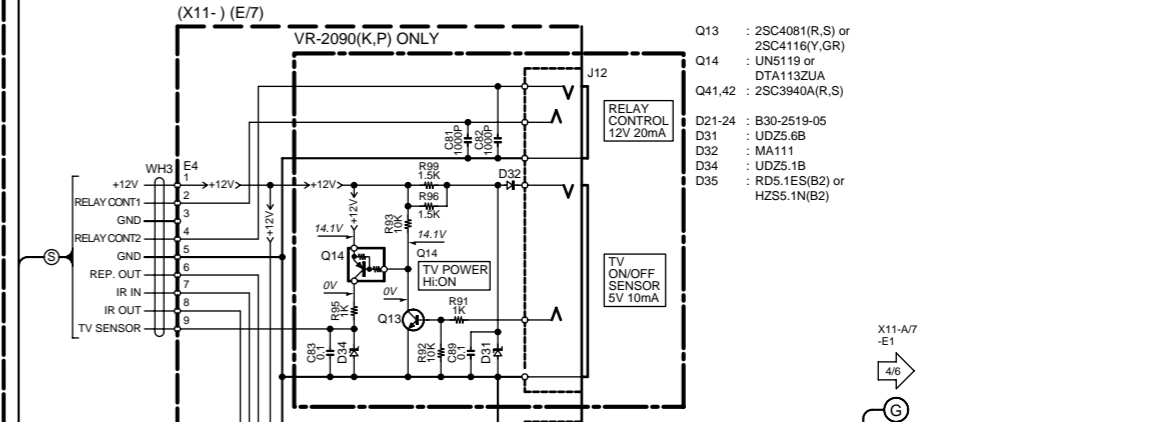 (X11- ) (E/7)
VR-2090(K,P) ONLY
J12
RELAY
CONTROL
12V 20mA
C81
1000P
C82
1000P
WH3
E4
+12V
1
+12V
+12V
RELAY CONT1
2
GND
3
RELAY CONT2
4
GND
5
REP. OUT
6
IR IN
7
IR OUT
8
TV SENSOR
9
S
+12V
+12V
R99
1.5K
R96
1.5K
D32
R93
10K
14.1V
14.1V
Q14
Q14
TV POWER
Hi:ON
0V
0V
R95
1K
Q13
R91
1K
C83
0.1
D34
R92
10K
C89
0.1
D31
TV
ON/OFF
SENSOR
5V 10mA
Q13 : 2SC4081(R,S) or
2SC4116(Y,GR)
Q14 : UN5119 or
DTA113ZUA
Q41,42 : 2SC3940A(R,S)
D21-24 : B30-2519-05
D31 : UDZ5.6B
D32 : MA111
D34 : UDZ5.1B
D35 : RD5.1ES(B2) or
HZS5.1N(B2)
X11-A/7
-E1
4/6
G